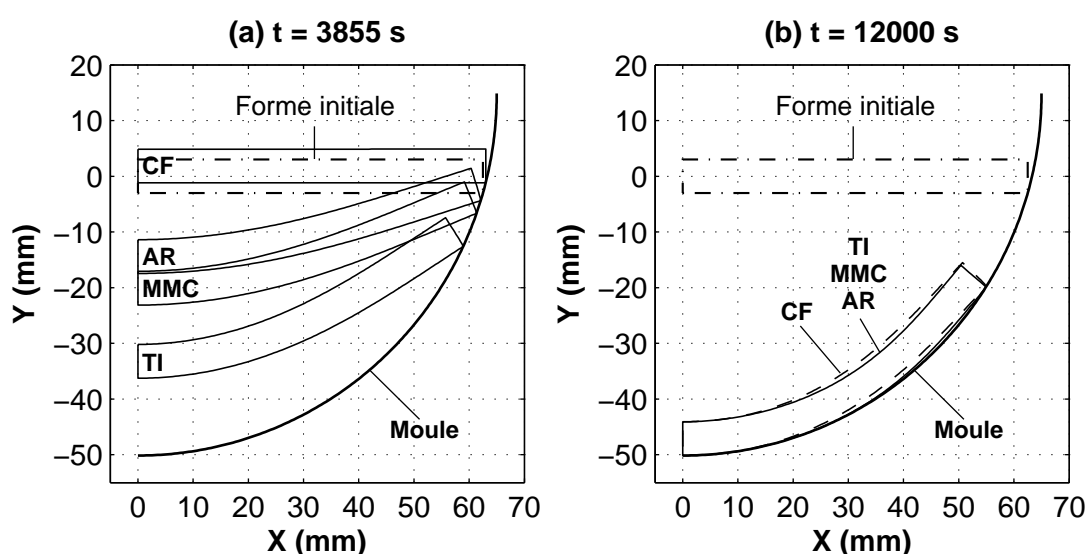 (a) t = 3855 s
(b) t = 12000 s
20
10
0
−10
−20
−30
−40
−50
Y (mm)
Forme initiale
CF
AR
MMC
TI
Moule
0 10 20 30 40 50 60 70
X (mm)
20
10
0
−10
−20
−30
−40
−50
Y (mm)
Forme initiale
TI
MMC
AR
CF
Moule
0 10 20 30 40 50 60 70
X (mm)